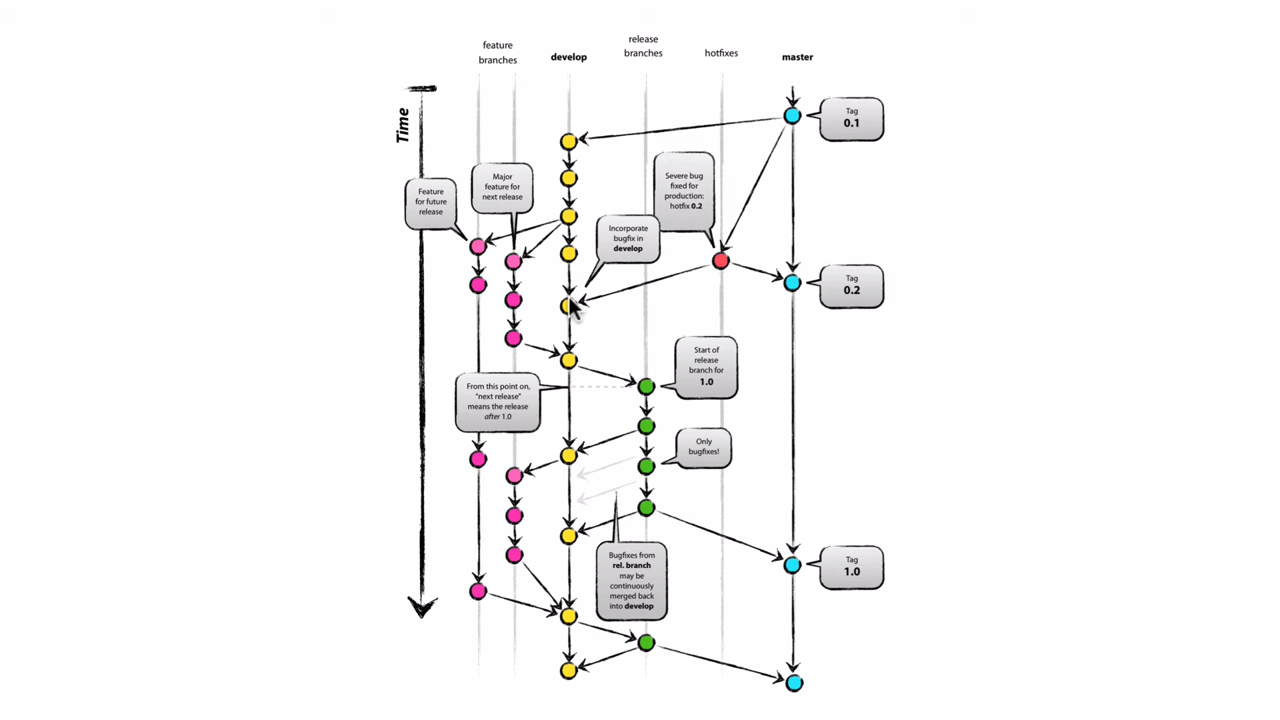 feature
branches
develop
release
branches
hotfixes
master
Time
Tag
0.1
Major
feature for
next release
Feature
for future
release
Severe bug
fixed for
production:
hotfix 0.2
Incorporate
bugfix in
develop
Tag
0.2
Start of
release
branch for
1.0
From this point on,
"next release"
means the release
after 1.0
Only
bugfixes!
Bugfixes from
rel. branch
may be
continuously
merged back
into develop
Tag
1.0